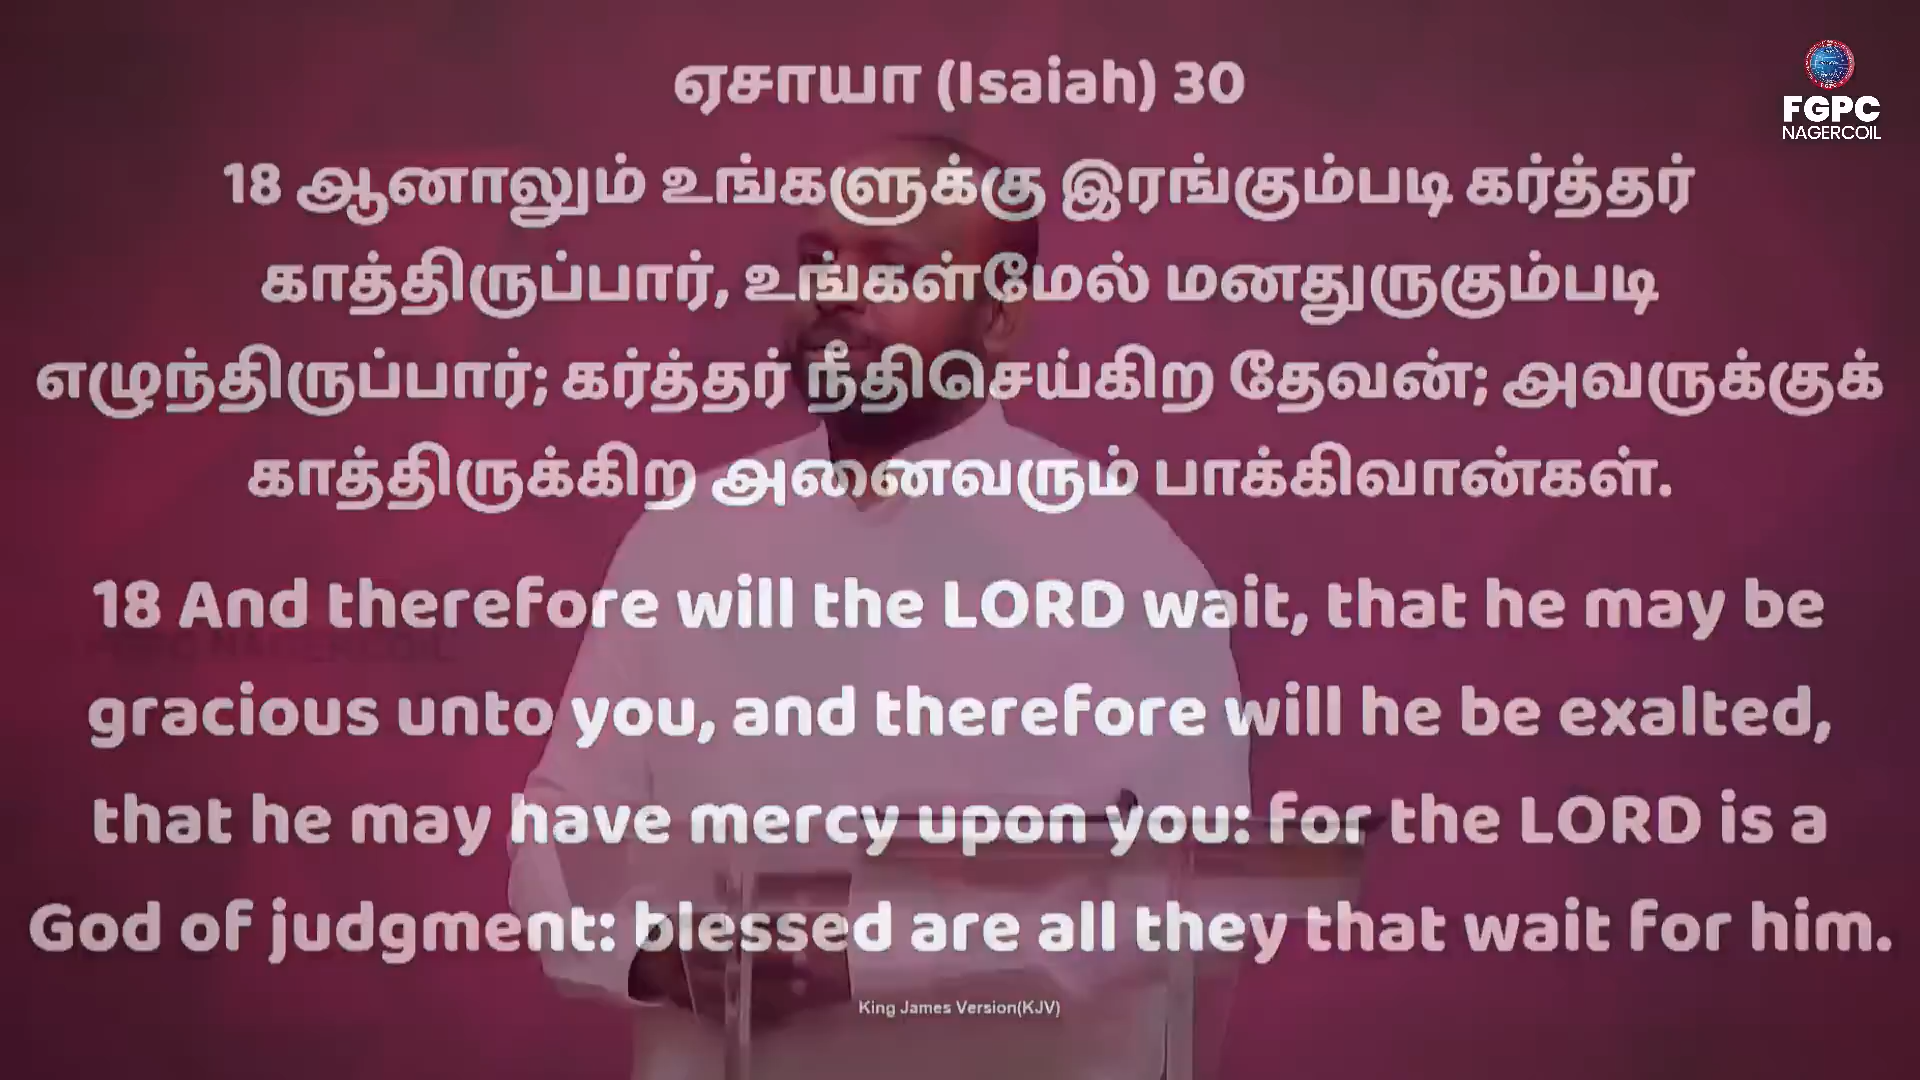 ஏசாயா (Isaiah) 30
FGPC
NAGERCOIL
18 ஆனாலும் உங்களுக்கு இரங்கும்படி கர்த்தர்
காத்திருப்பார், உங்கள்மேல் மனதுருகும்படி
எழுந்திருப்பார்; கர்த்தர் நீதிசெய்கிற தேவன்; அவருக்குக்
காத்திருக்கிற அனைவரும் பாக்கிவான்கள்.
18 And therefore will the LORD wait, that he may be
gracious unto you, and therefore will he be exalted,
that he may have mercy upon you: for the LORD is a
God of judgment: blessed are all they that wait for him.
FGPC NAGERCOIL
King James Version(KJV)